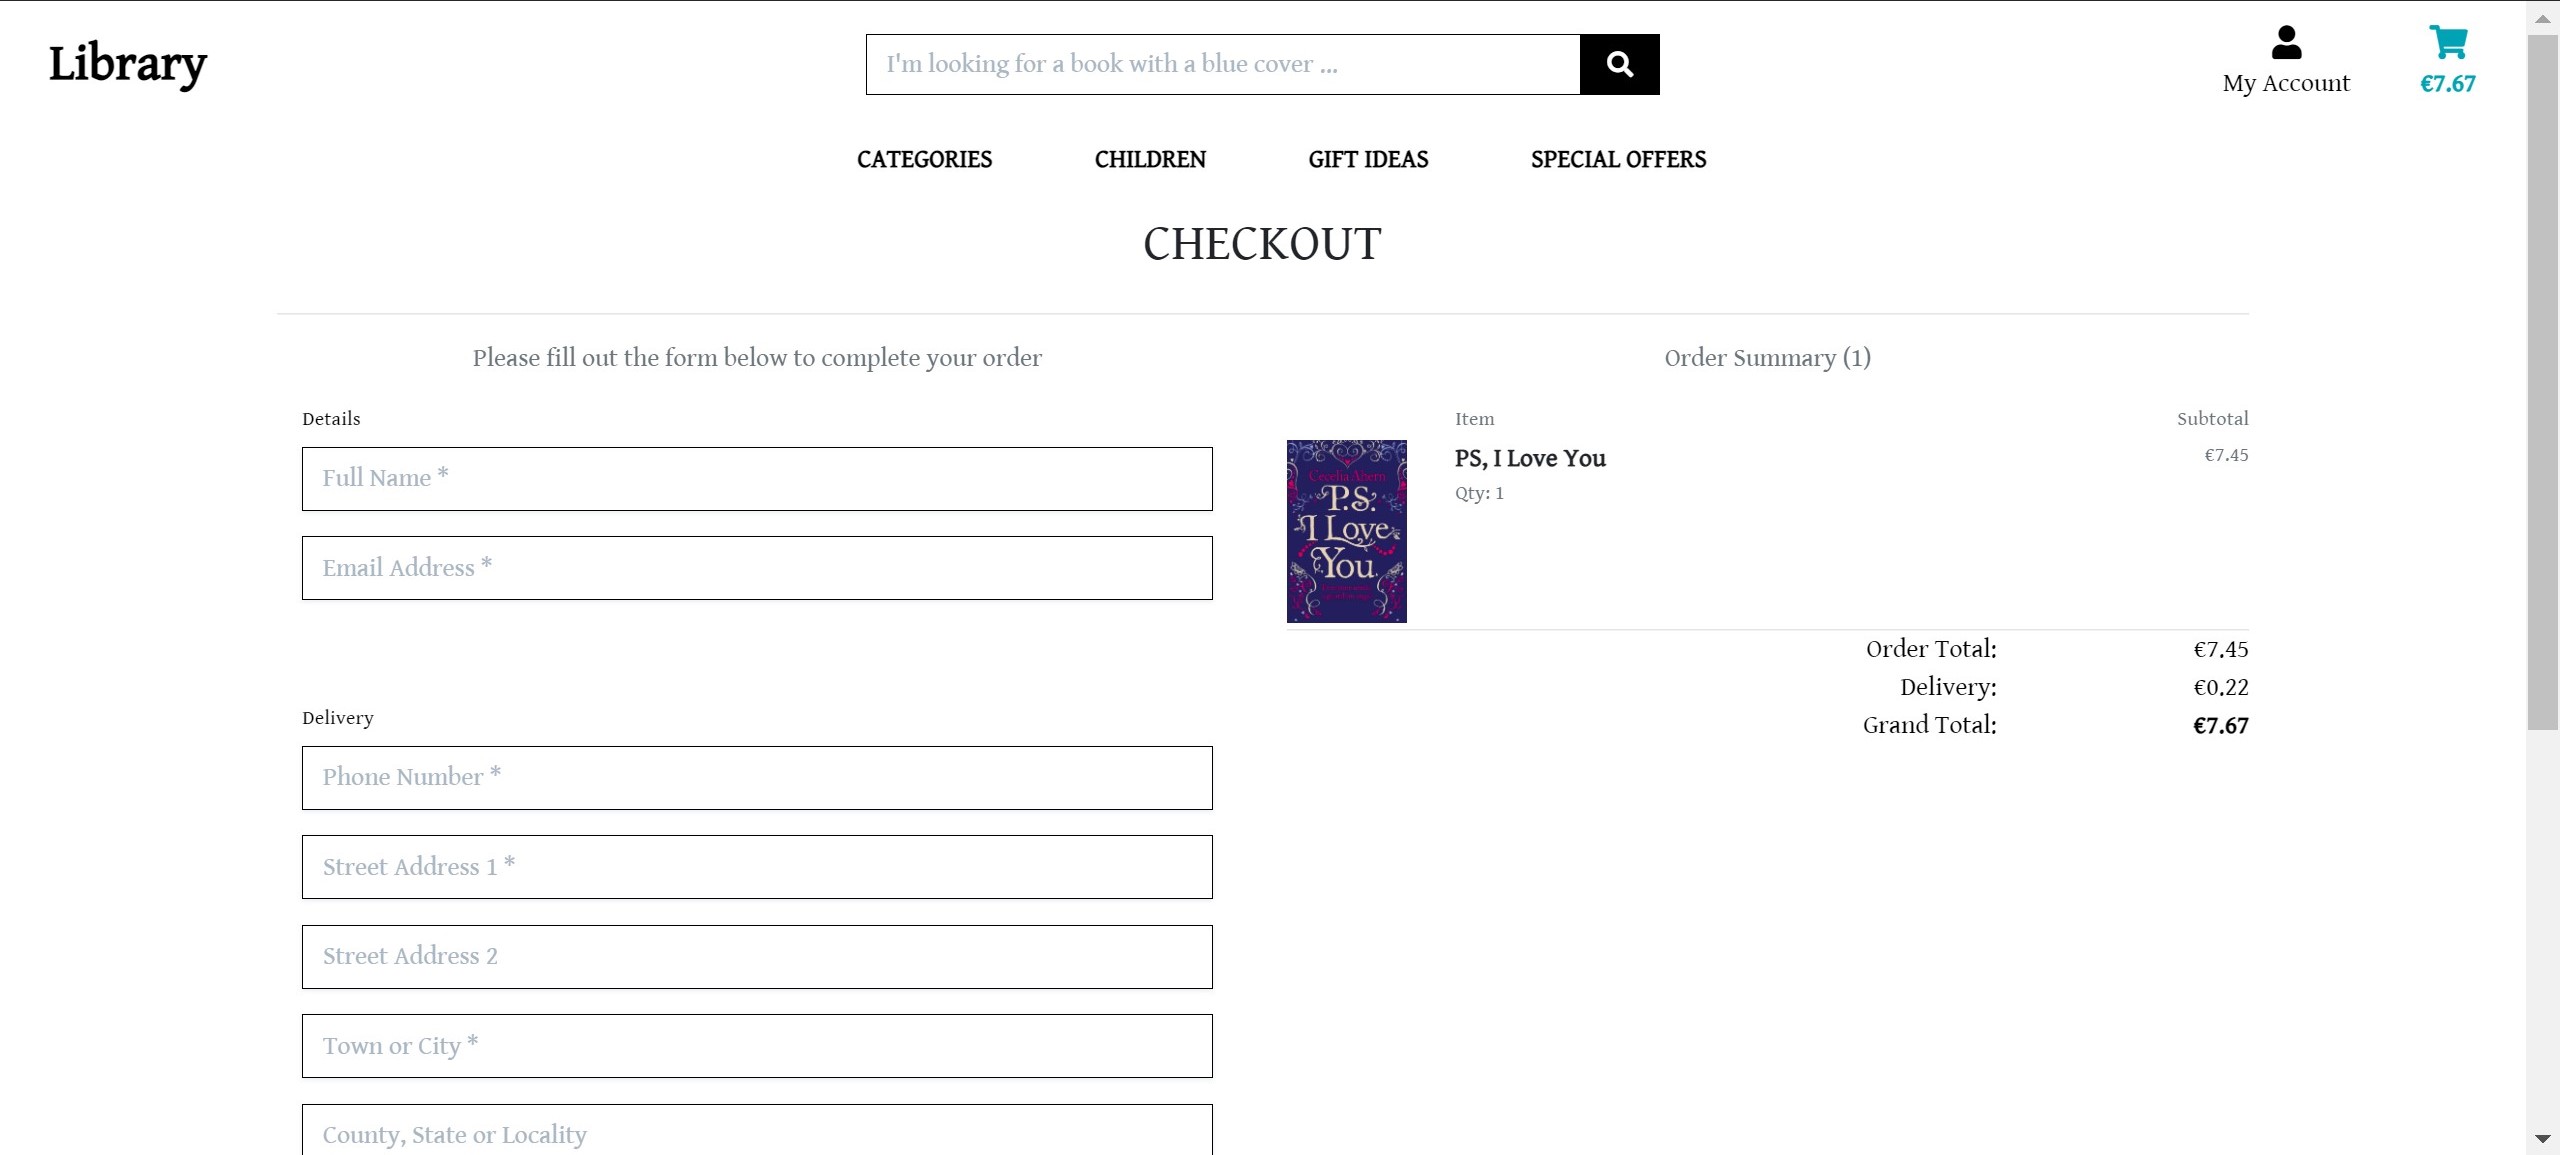 Library
I'm looking for a book with a blue cover ...
My Account
€7.67
CATEGORIES CHILDREN GIFT IDEAS SPECIAL OFFERS
CHECKOUT
Please fill out the form below to complete your order
Details
Full Name *
Email Address *
Delivery
Phone Number *
Street Address 1 *
Street Address 2
Town or City *
County, State or Locality
Order Summary (1)
Item Subtotal
PS, I Love You €7.45
Qty: 1
Cecelia Ahern
P.S.
I Love
You
Order Total: €7.45
Delivery: €0.22
Grand Total: €7.67